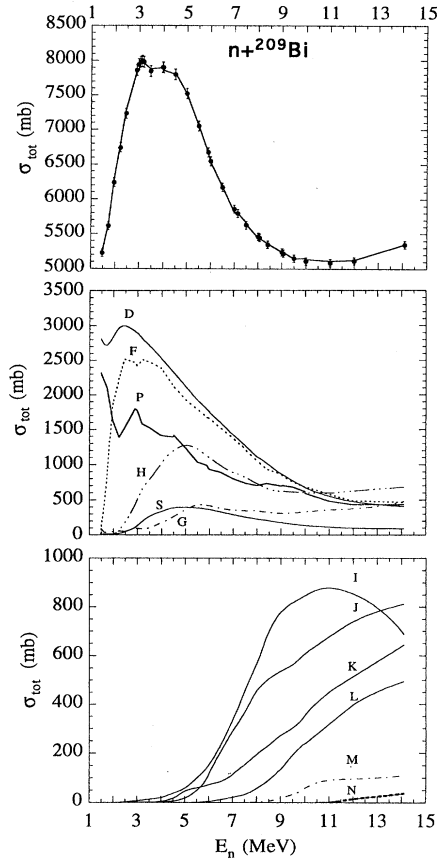 1 3 5 7 9 11 13
n+²⁰⁹Bi
8500
8000
7500
7000
6500
6000
5500
5000
σtot (mb)
3500
3000
2500
2000
1500
1000
500
0
σtot (mb)
D
F
P
H
S
G
1000
800
600
400
200
0
σtot (mb)
I
J
K
L
M
N
1 3 5 7 9 11 13 15
En (MeV)